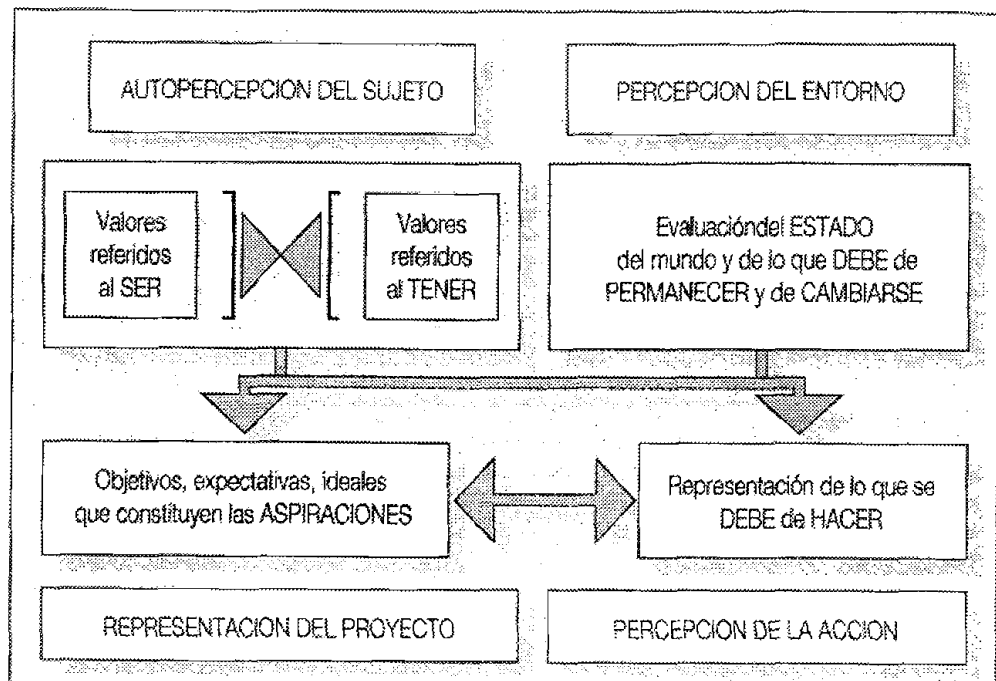 AUTOPERCEPCION DEL SUJETO
PERCEPCION DEL ENTORNO
Valores
referidos
al SER
Valores
referidos
al TENER
Evaluacióndel ESTADO
del mundo y de lo que DEBE de
PERMANECER y de CAMBIARSE
Objetivos, expectativas, ideales
que constituyen las ASPIRACIONES
Representación de lo que se
DEBE de HACER
REPRESENTACION DEL PROYECTO
PERCEPCION DE LA ACCION